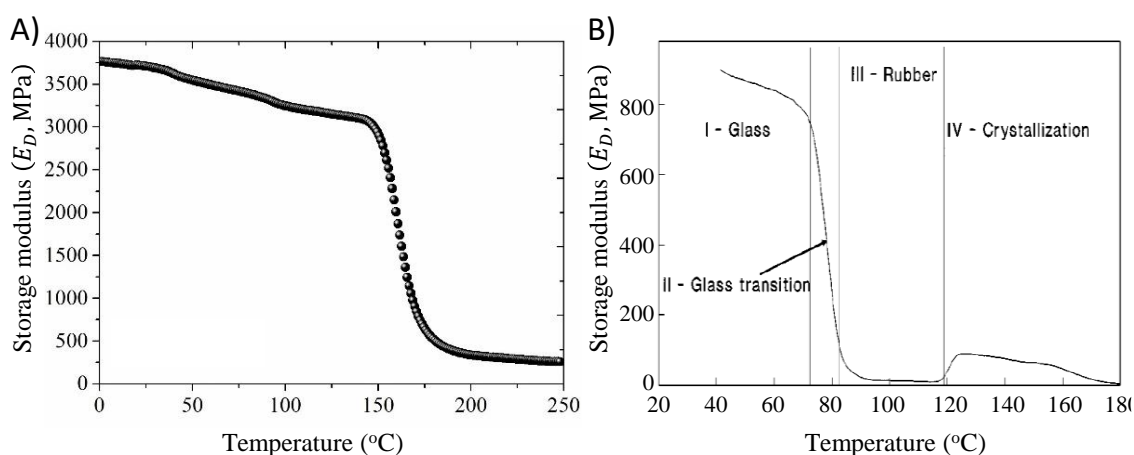 A)
Storage modulus (E_D, MPa)
4000
3500
3000
2500
2000
1500
1000
500
0
0 50 100 150 200 250
Temperature (°C)
B)
Storage modulus (E_D, MPa)
800
600
400
200
0
I - Glass
II - Glass transition
III - Rubber
IV - Crystallization
20 40 60 80 100 120 140 160 180
Temperature (°C)